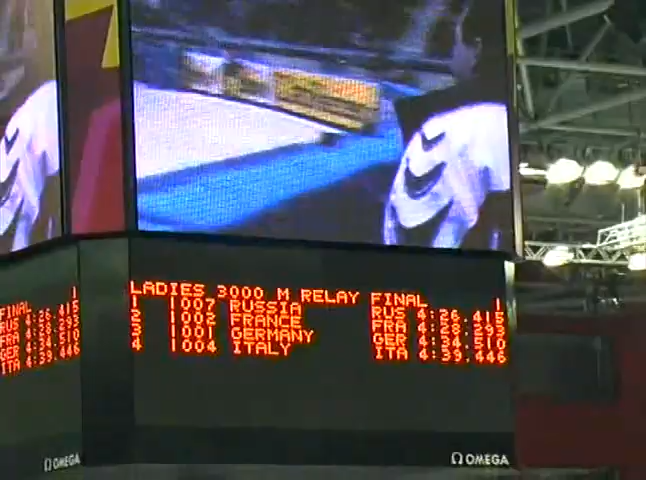 LADIES 3000 M RELAY FINAL 1
1 1007 RUSSIA RUS 4:26.415
2 1002 FRANCE FRA 4:28.293
3 1001 GERMANY GER 4:34.510
4 1004 ITALY ITA 4:39.446
Ω OMEGA
FINAL 1
RUS 4:26.415
FRA 4:28.293
GER 4:34.510
ITA 4:39.446
Ω OMEGA